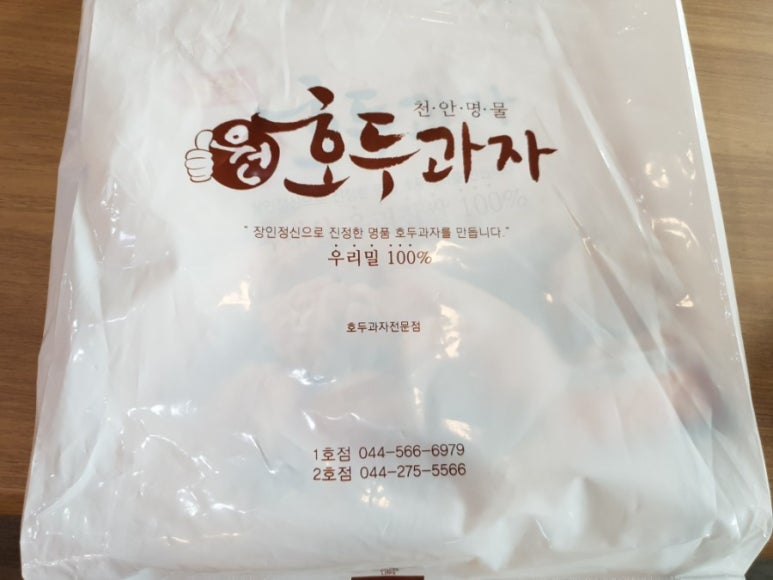 천·안·명·물
원 호두과자
" 장인정신으로 진정한 명품 호두과자를 만듭니다."
우리밀 100%
호두과자전문점
1호점 044-566-6979
2호점 044-275-5566